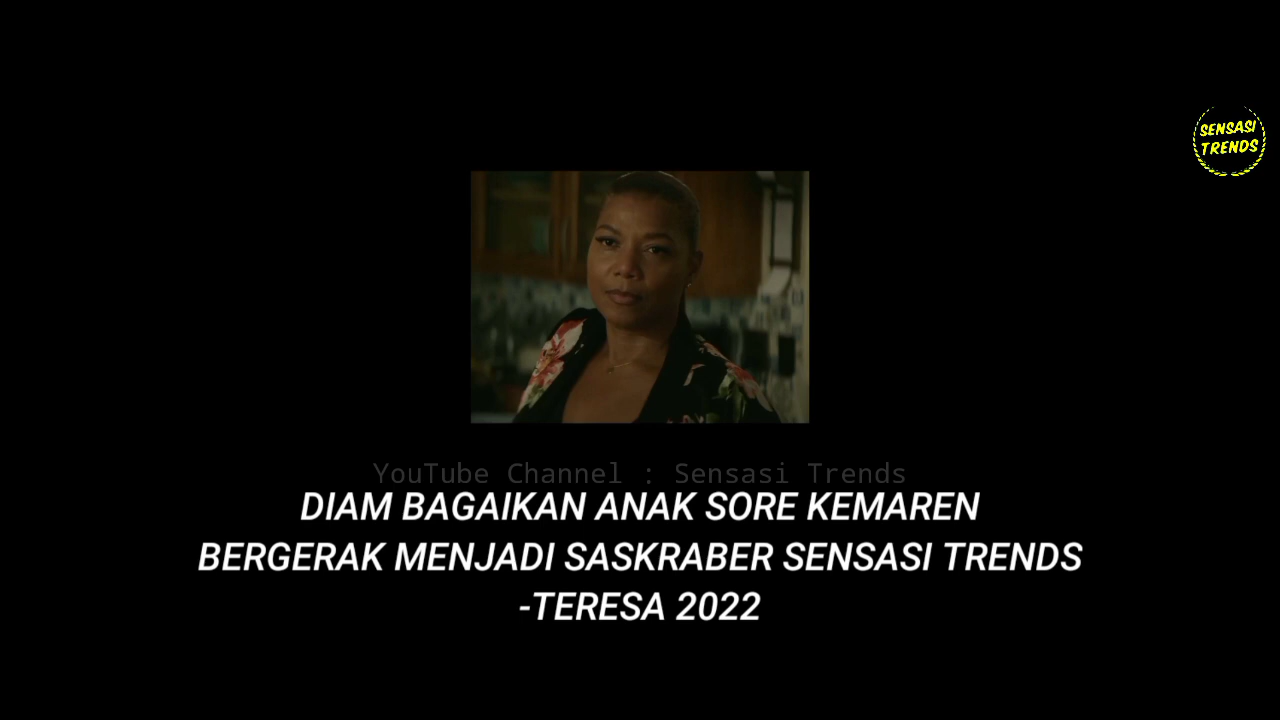 SENSASI
TRENDS
YouTube Channel : Sensasi Trends
DIAM BAGAIKAN ANAK SORE KEMAREN
BERGERAK MENJADI SASKRABER SENSASI TRENDS
-TERESA 2022